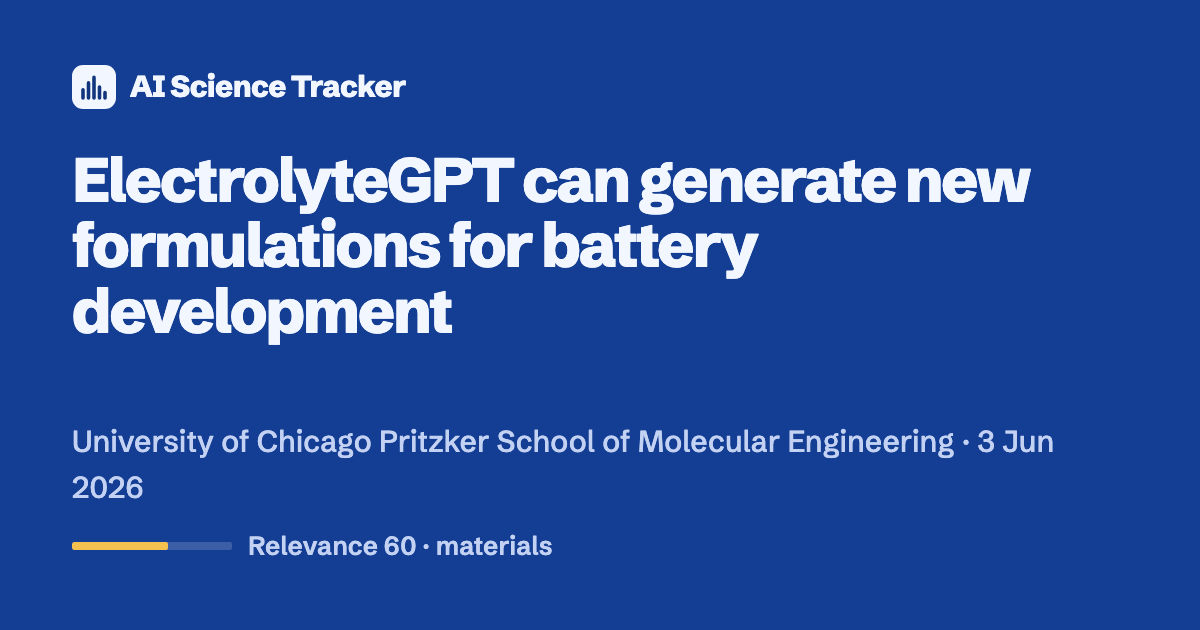 AI Science Tracker
ElectrolyteGPT can generate new
formulations for battery
development
University of Chicago Pritzker School of Molecular Engineering · 3 Jun
2026
Relevance 60 · materials